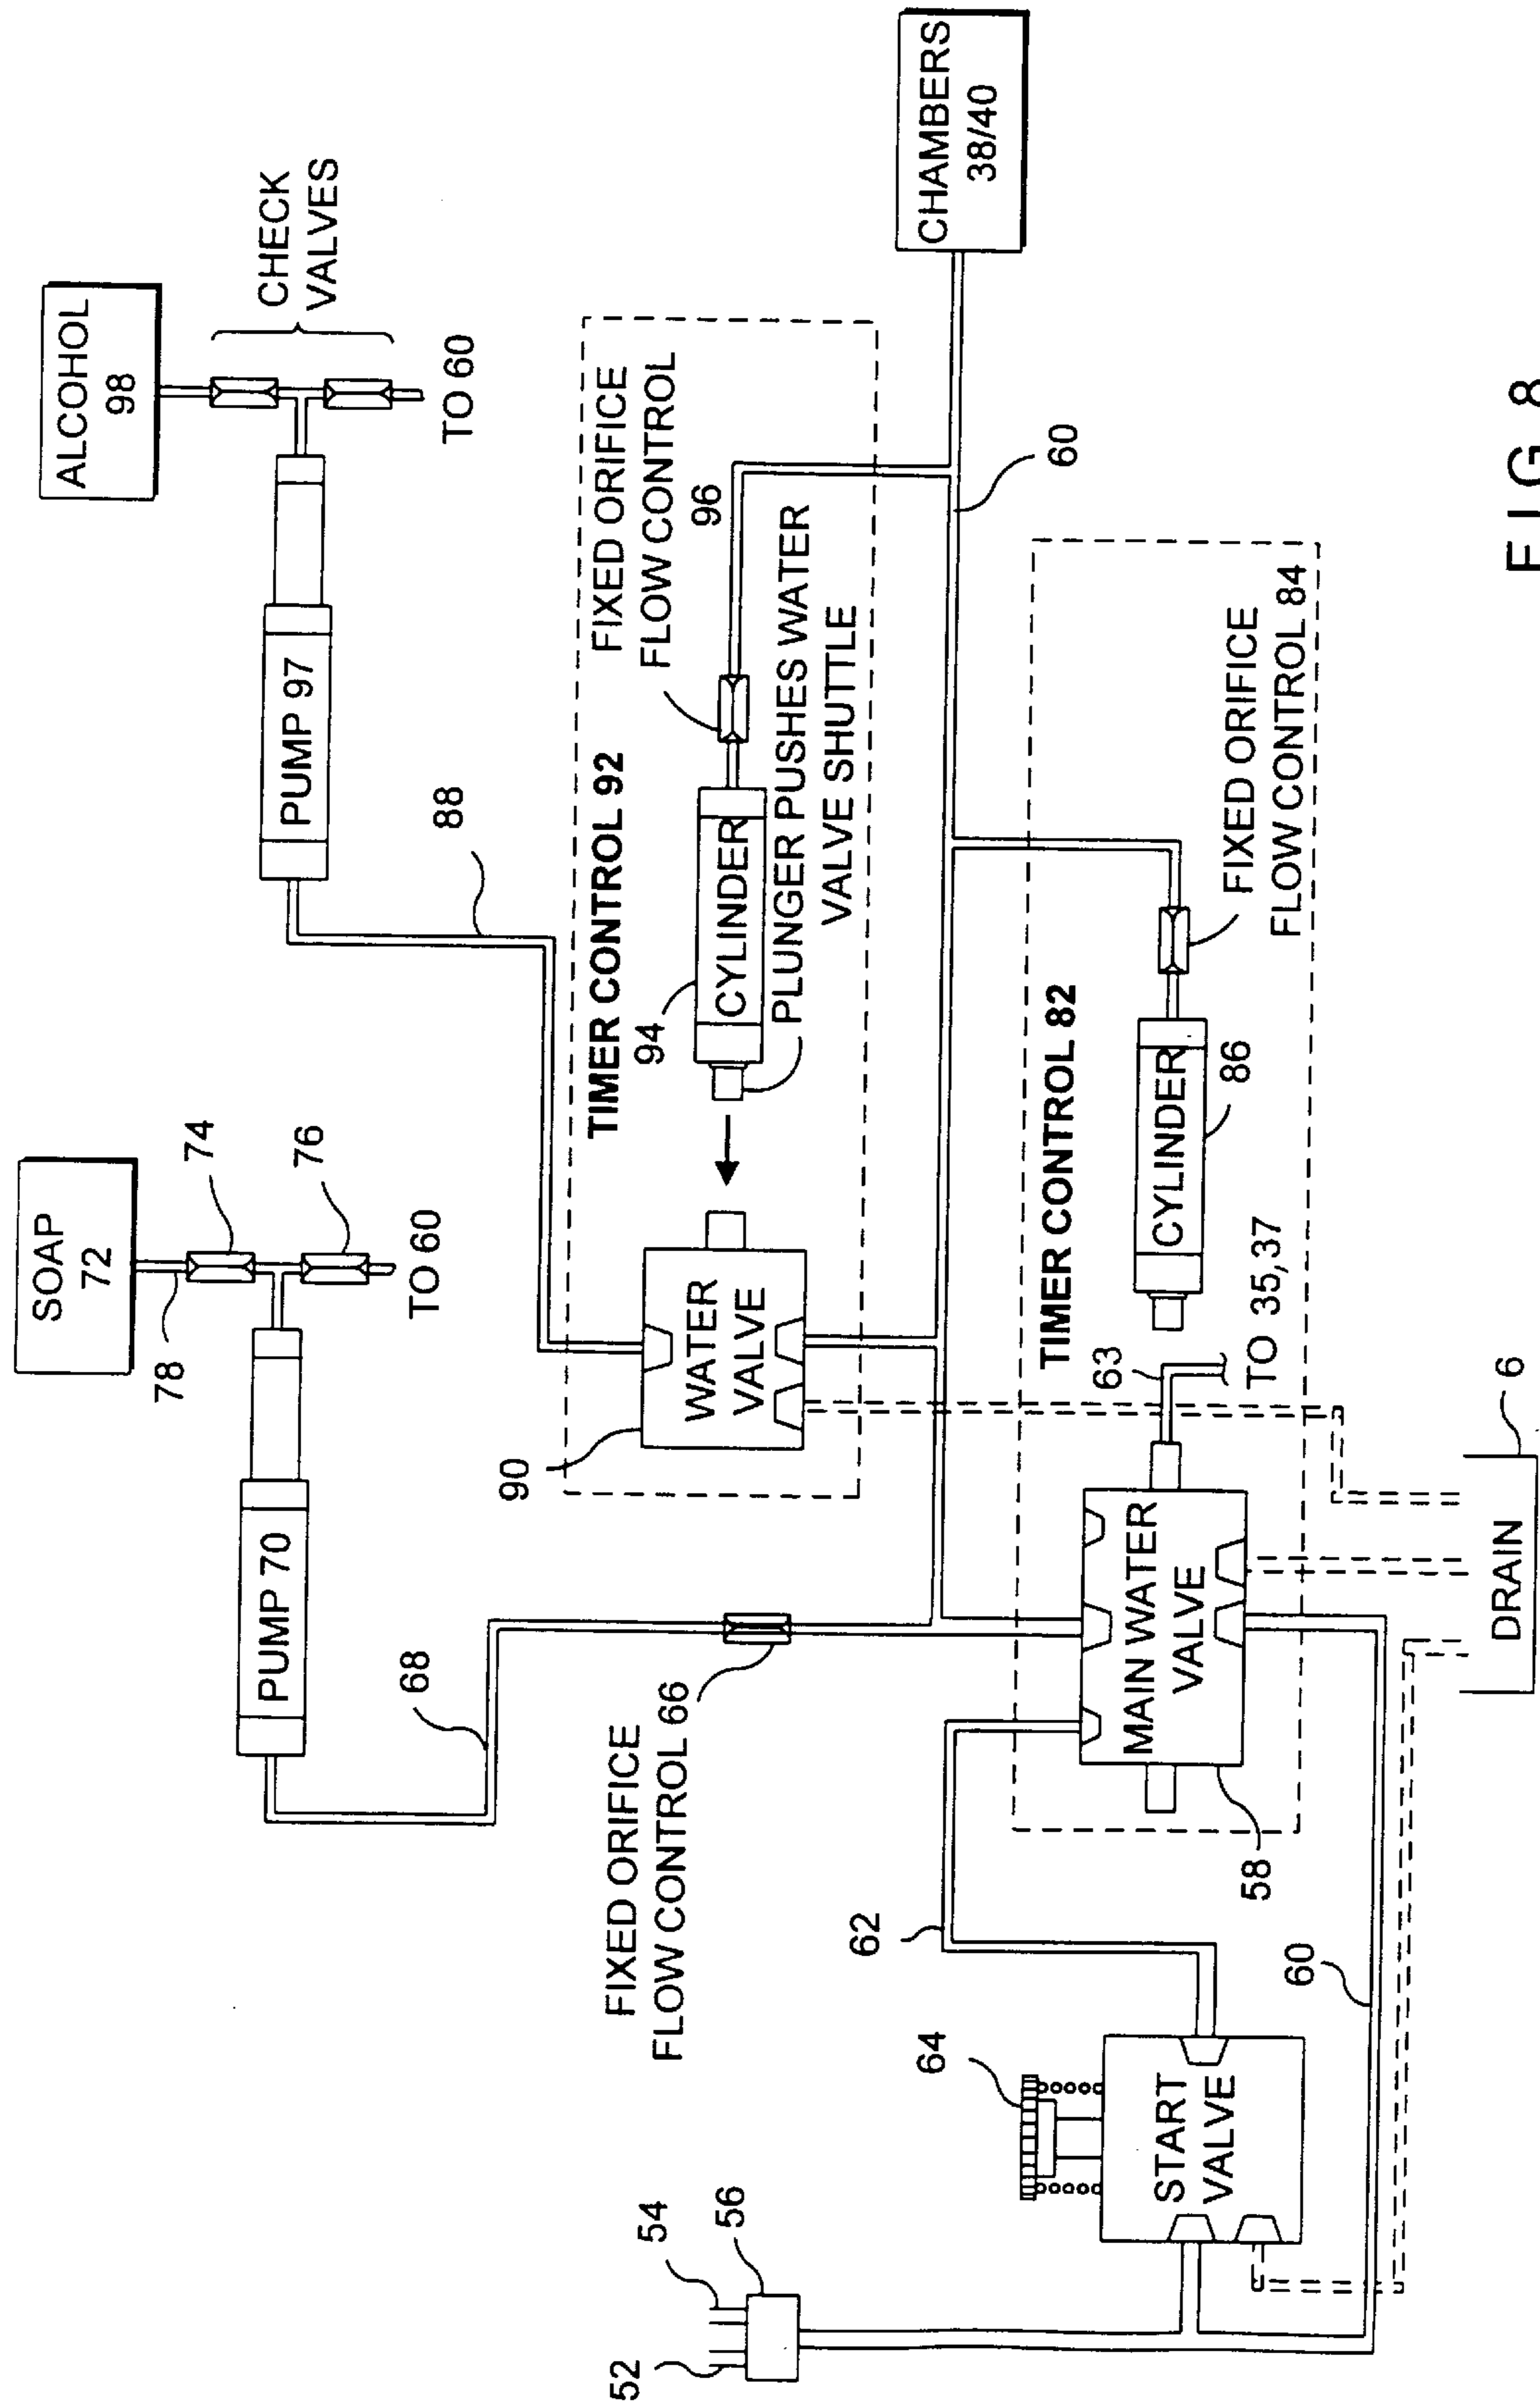 SOAP
72
74
78
76
TO 60
PUMP 70
68
ALCOHOL
98
CHECK
VALVES
TO 60
PUMP 97
88
FIXED ORIFICE
FLOW CONTROL 66
TIMER CONTROL 92
FIXED ORIFICE
FLOW CONTROL
96
94
CYLINDER
PLUNGER PUSHES WATER
VALVE SHUTTLE
90
WATER
VALVE
CHAMBERS
38/40
60
TIMER CONTROL 82
CYLINDER
86
FIXED ORIFICE
FLOW CONTROL 84
63
TO 35,37
MAIN WATER
VALVE
58
62
64
START
VALVE
52
54
56
60
DRAIN
6
FIG. 8